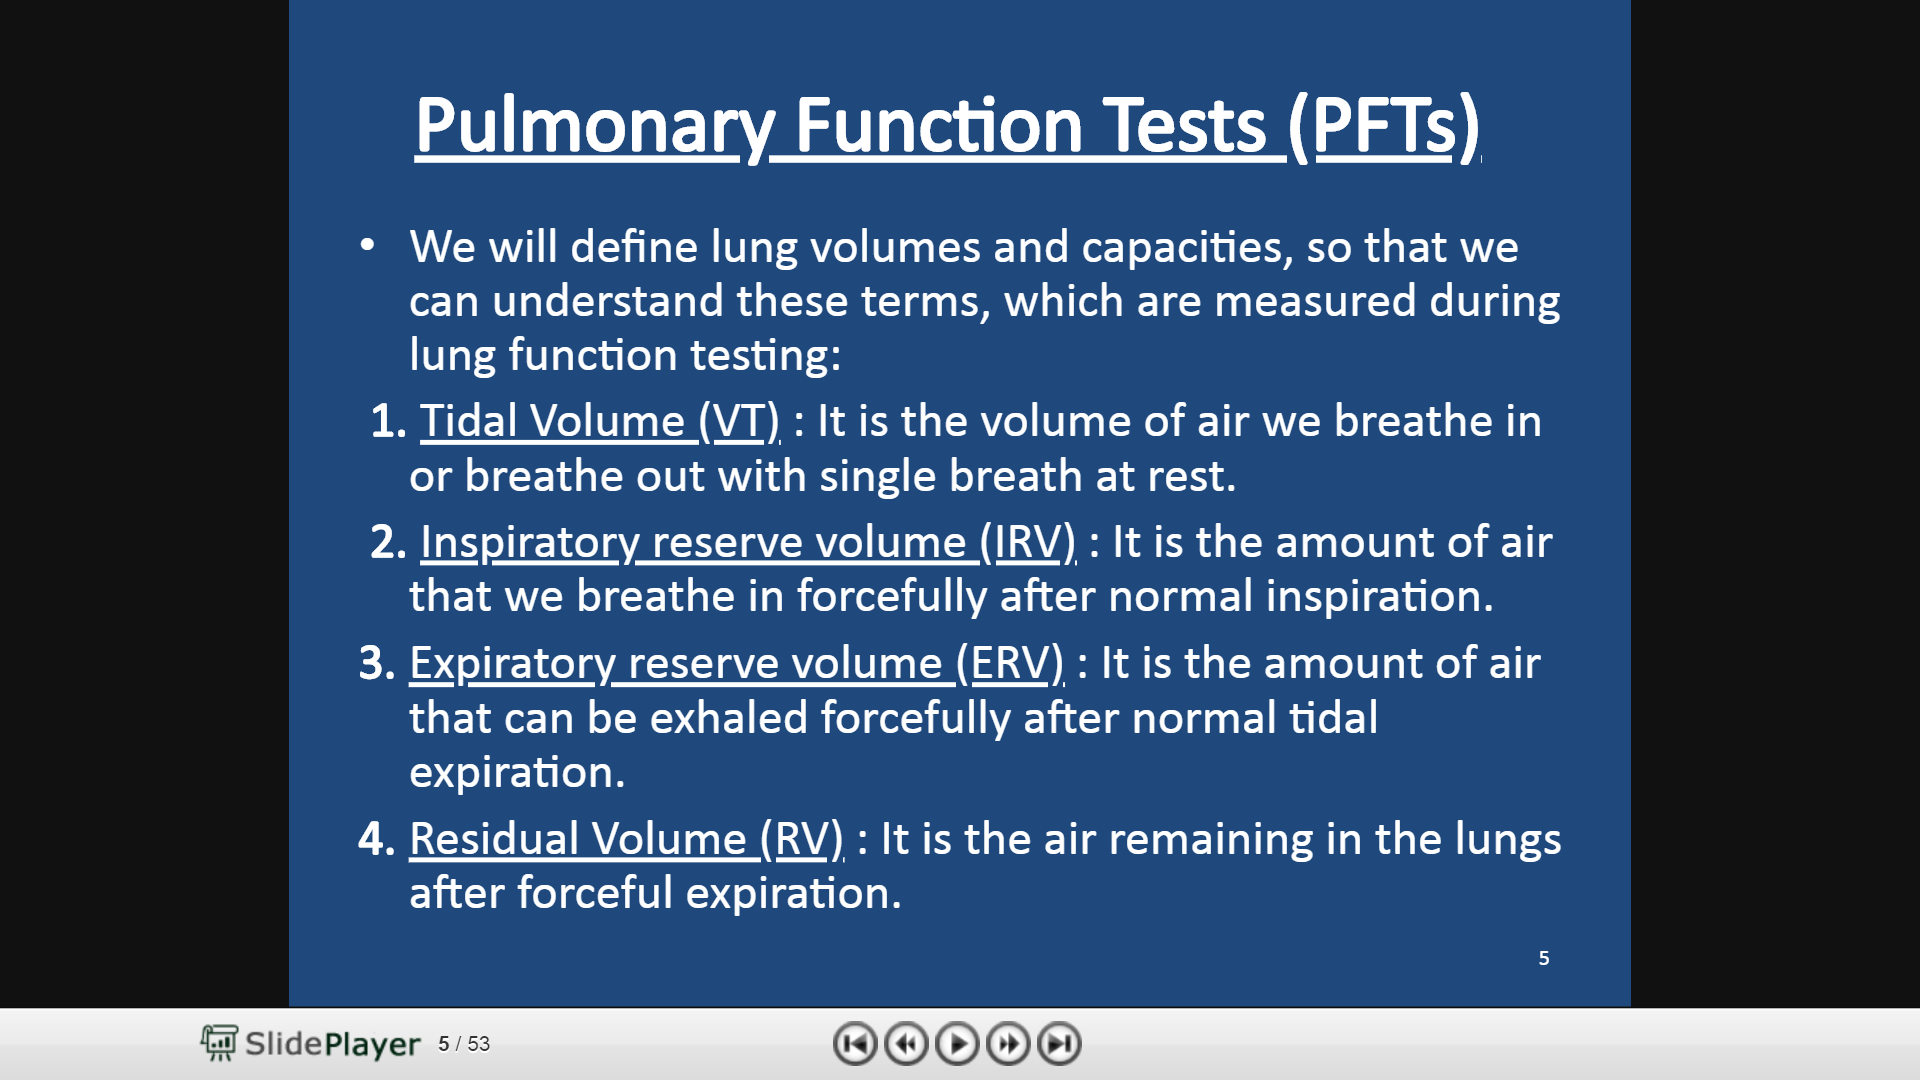 Pulmonary Function Tests (PFTs)
• We will define lung volumes and capacities, so that we
can understand these terms, which are measured during
lung function testing:
1. Tidal Volume (VT) : It is the volume of air we breathe in
or breathe out with single breath at rest.
2. Inspiratory reserve volume (IRV) : It is the amount of air
that we breathe in forcefully after normal inspiration.
3. Expiratory reserve volume (ERV) : It is the amount of air
that can be exhaled forcefully after normal tidal
expiration.
4. Residual Volume (RV) : It is the air remaining in the lungs
after forceful expiration.
5
SlidePlayer 5 / 53